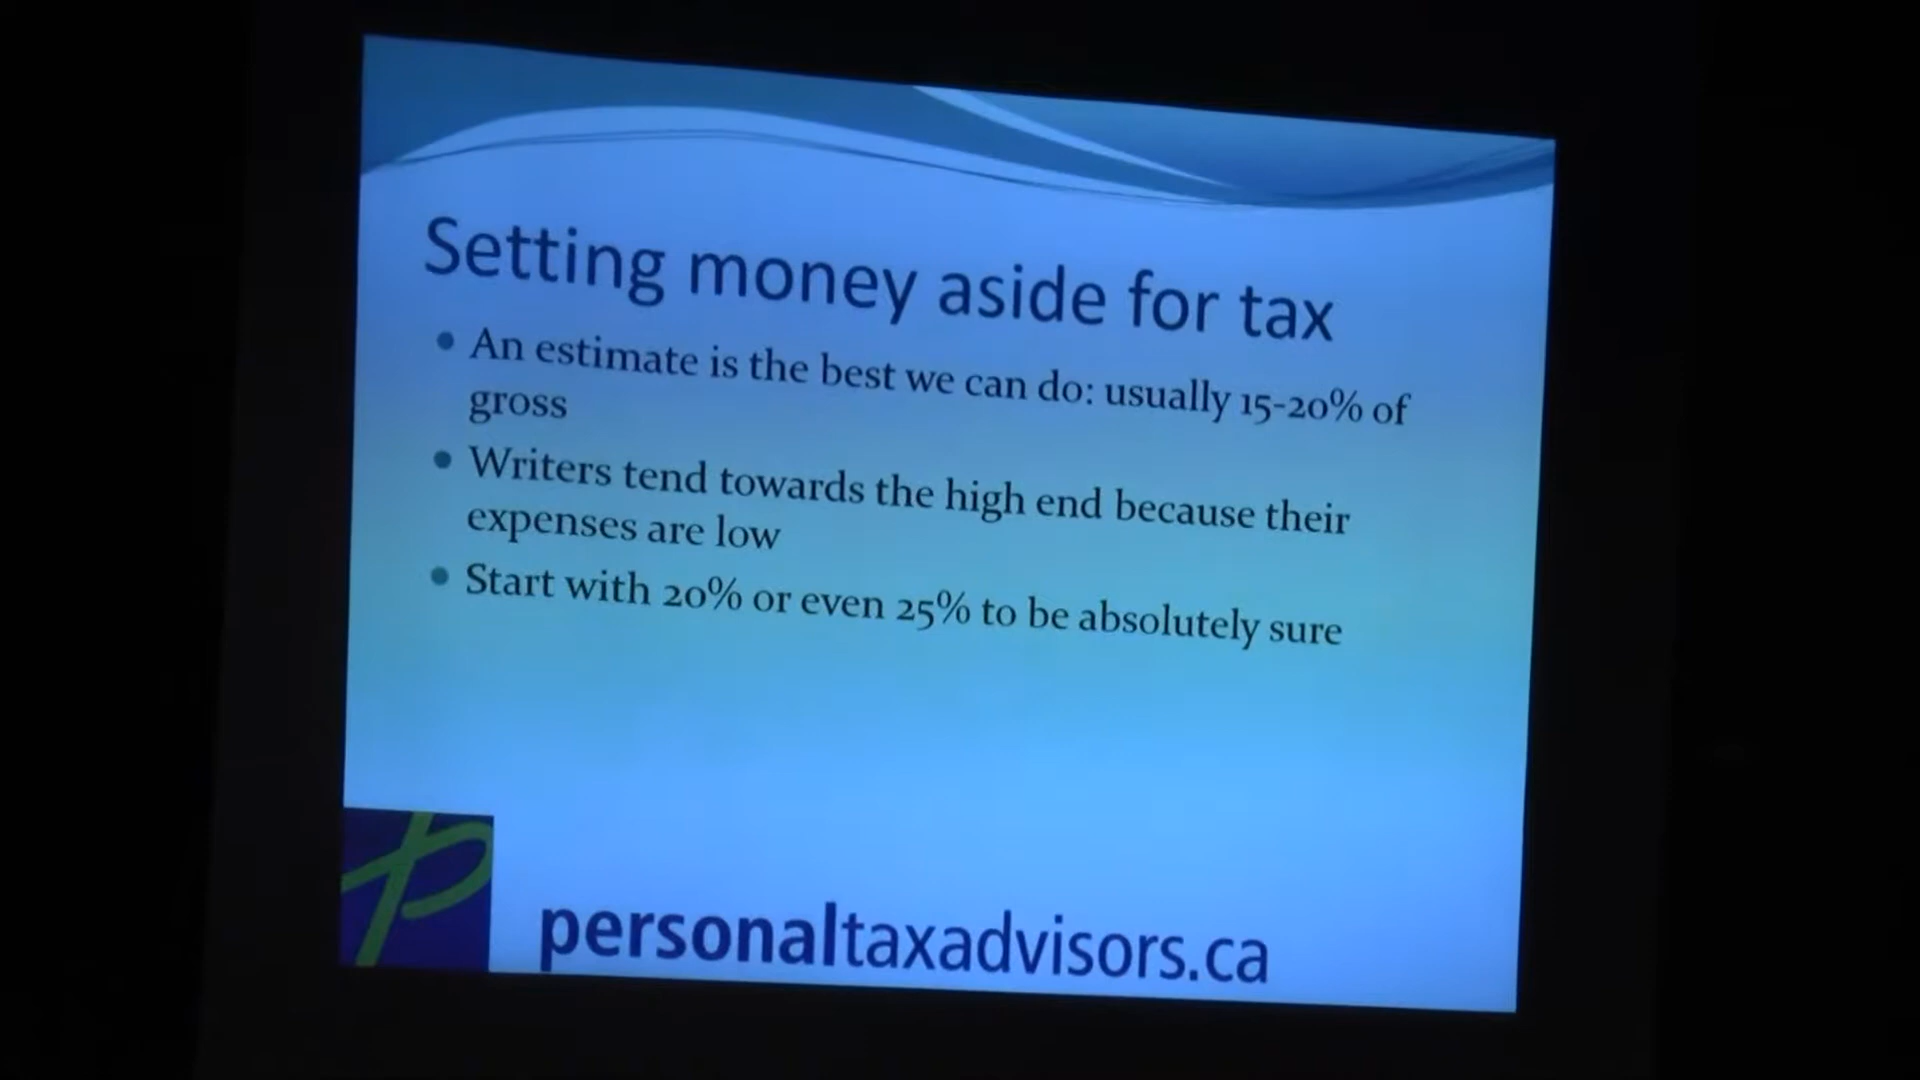 Setting money aside for tax
• An estimate is the best we can do: usually 15-20% of
gross
• Writers tend towards the high end because their
expenses are low
• Start with 20% or even 25% to be absolutely sure
personaltaxadvisors.ca